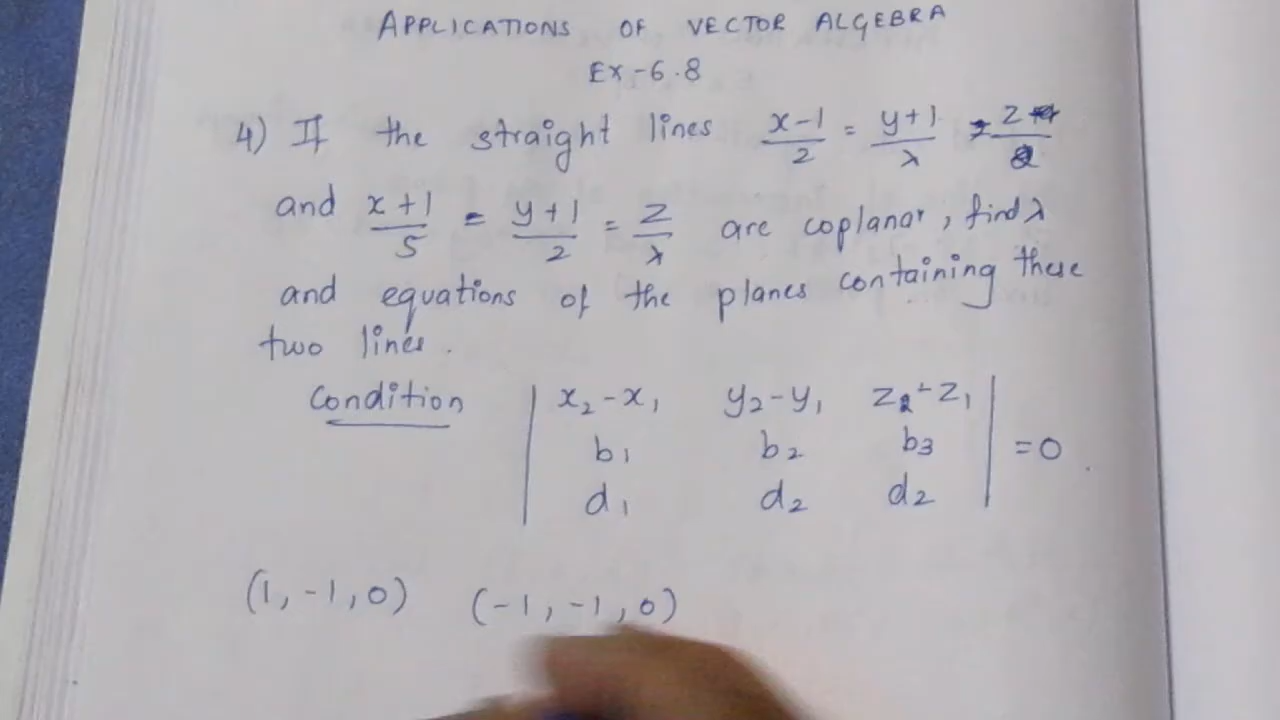 APPLICATIONS OF VECTOR ALGEBRA
Ex-6.8
4) If the straight lines (x-1)/2 = (y+1)/λ = z/2
and (x+1)/5 = (y+1)/2 = z/λ are coplanar, find λ
and equations of the planes containing these
two lines.
Condition | x₂-x₁ y₂-y₁ z₂-z₁ |
| b₁ b₂ b₃ | = 0
| d₁ d₂ d₂ |
(1, -1, 0) (-1, -1, 0)